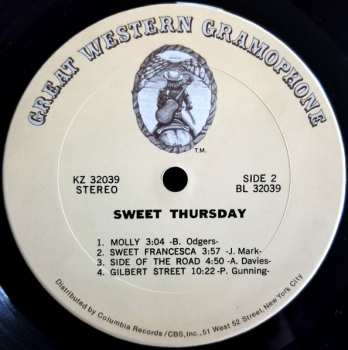 GREAT WESTERN GRAMOPHONE
T.M.
KZ 32039
STEREO
SIDE 2
BL 32039
SWEET THURSDAY
1. MOLLY 3:04 -B. Odgers-
2. SWEET FRANCESCA 3:57 -J. Mark-
3. SIDE OF THE ROAD 4:50 -A. Davies-
4. GILBERT STREET 10:22 -P. Gunning-
Distributed by Columbia Records / CBS, Inc., 51 West 52 Street, New York City